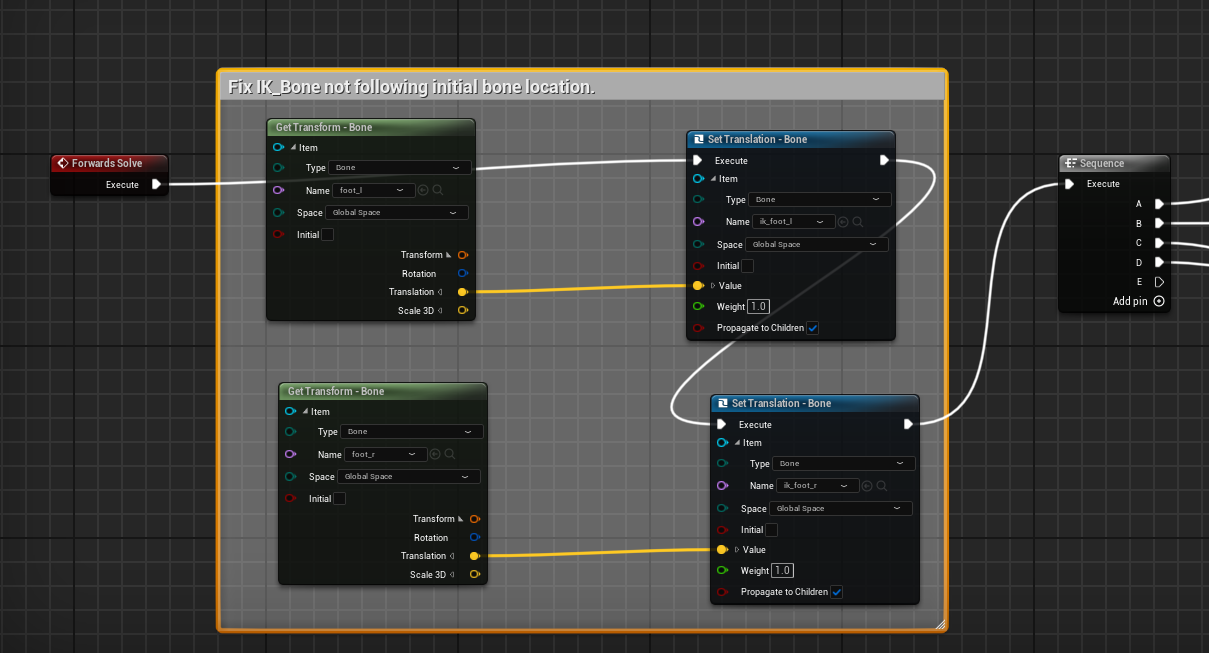 Fix IK_Bone not following initial bone location.
Forwards Solve
Execute
Get Transform - Bone
Item
Type Bone
Name foot_l
Space Global Space
Initial
Transform
Rotation
Translation
Scale 3D
Set Translation - Bone
Execute
Item
Type Bone
Name ik_foot_l
Space Global Space
Initial
Value
Weight 1.0
Propagate to Children
Get Transform - Bone
Item
Type Bone
Name foot_r
Space Global Space
Initial
Transform
Rotation
Translation
Scale 3D
Set Translation - Bone
Execute
Item
Type Bone
Name ik_foot_r
Space Global Space
Initial
Value
Weight 1.0
Propagate to Children
Sequence
Execute
A
B
C
D
E
Add pin